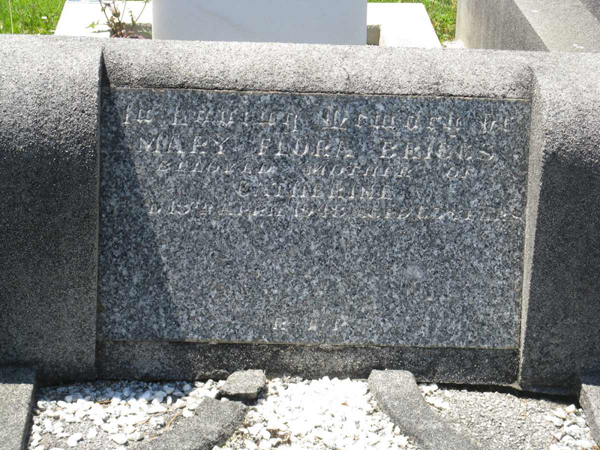 In Loving Memory of
MARY FLORA BRIGGS
BELOVED MOTHER OF
CATHERINE
R. I. P.